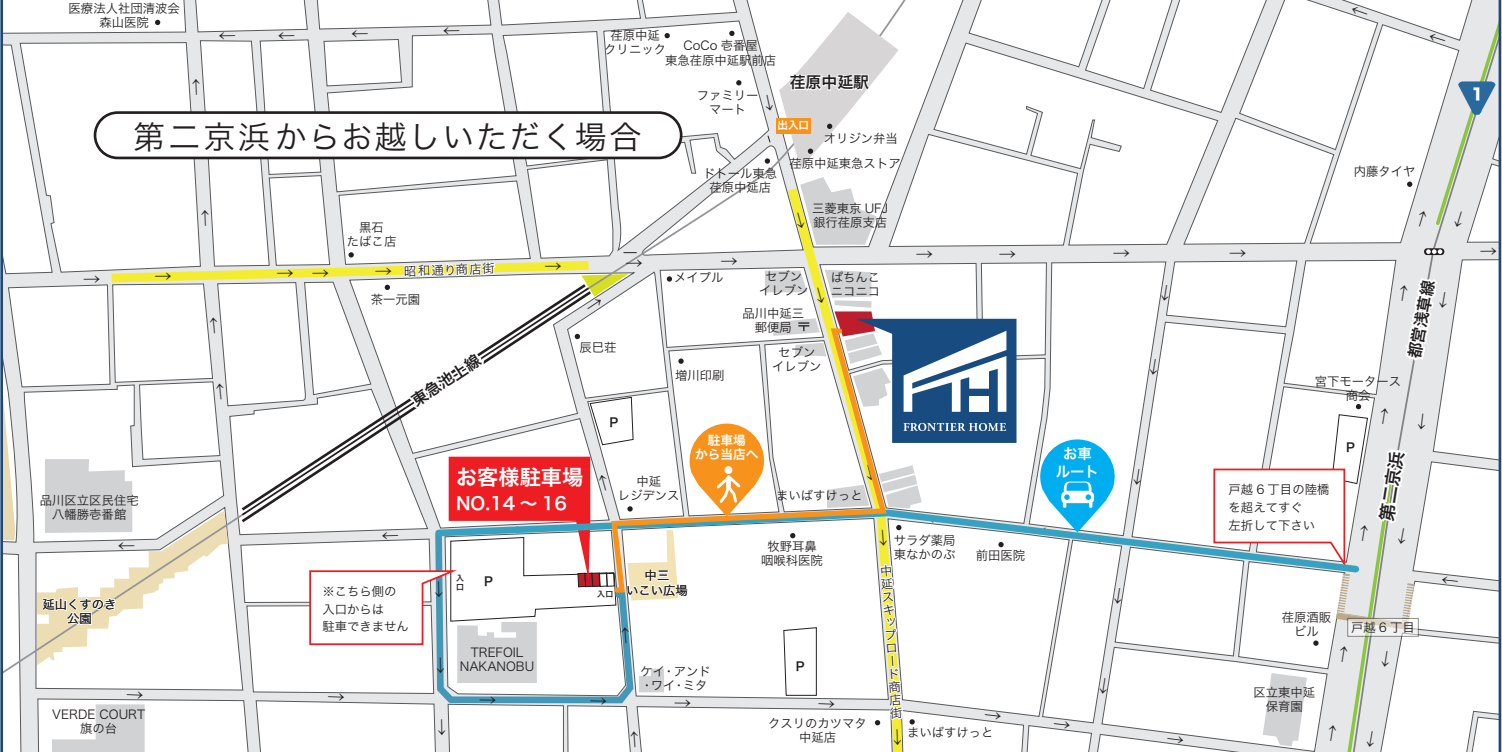 医療法人社団清波会
森山医院
荏原中延
クリニック
CoCo 壱番屋
東急荏原中延駅前店
ファミリー
マート
荏原中延駅
1
第二京浜からお越しいただく場合
出入口
オリジン弁当
荏原中延東急ストア
ドトール東急
荏原中延店
内藤タイヤ
三菱東京 UFJ
銀行荏原支店
黒石
たばこ店
昭和通り商店街
茶一元園
メイプル
セブン
イレブン
ぱちんこ
ニコニコ
品川中延三
郵便局 〒
セブン
イレブン
辰巳荘
増川印刷
東急池上線
都営浅草線
FRONTIER HOME
宮下モータース
商会
P
P
第二京浜
駐車場
から当店へ
お車
ルート
お客様駐車場
NO.14 ～ 16
中延
レジデンス
まいばすけっと
戸越６丁目の陸橋
を超えてすぐ
左折して下さい
品川区立区民住宅
八幡勝壱番館
サラダ薬局
東なかのぶ
前田医院
牧野耳鼻
咽喉科医院
入口
P
入口
中三
いこい広場
※こちら側の
入口からは
駐車できません
延山くすのき
公園
中延スキップロード商店街
荏原酒販
ビル
戸越６丁目
TREFOIL
NAKANOBU
P
ケイ・アンド
・ワイ・ミタ
区立東中延
保育園
VERDE COURT
旗の台
クスリのカツマタ
中延店
まいばすけっと